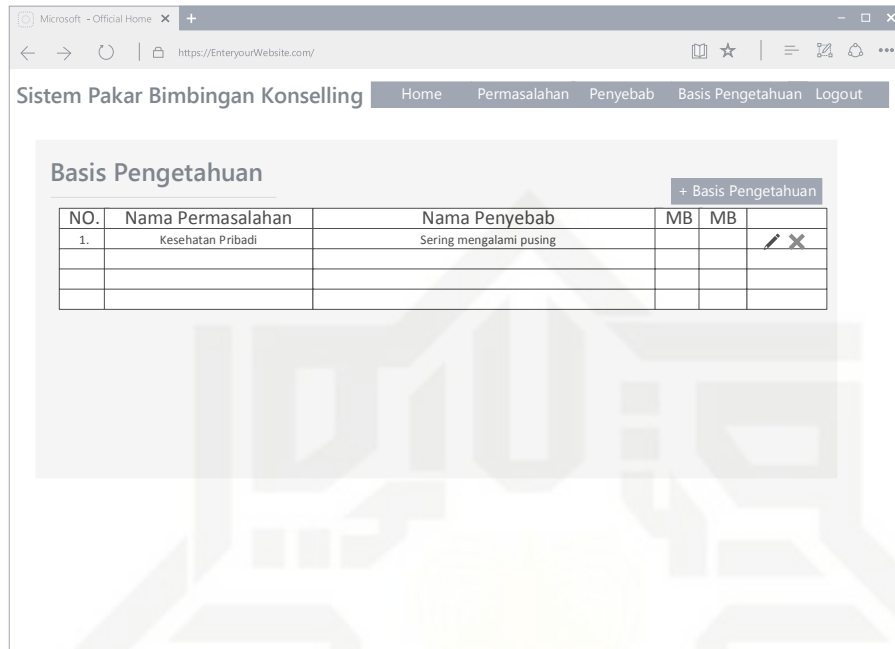 Microsoft - Official Home
https://EnteryourWebsite.com/
Sistem Pakar Bimbingan Konselling
Home Permasalahan Penyebab Basis Pengetahuan Logout
Basis Pengetahuan
+ Basis Pengetahuan
NO. Nama Permasalahan Nama Penyebab MB MB
1. Kesehatan Pribadi Sering mengalami pusing